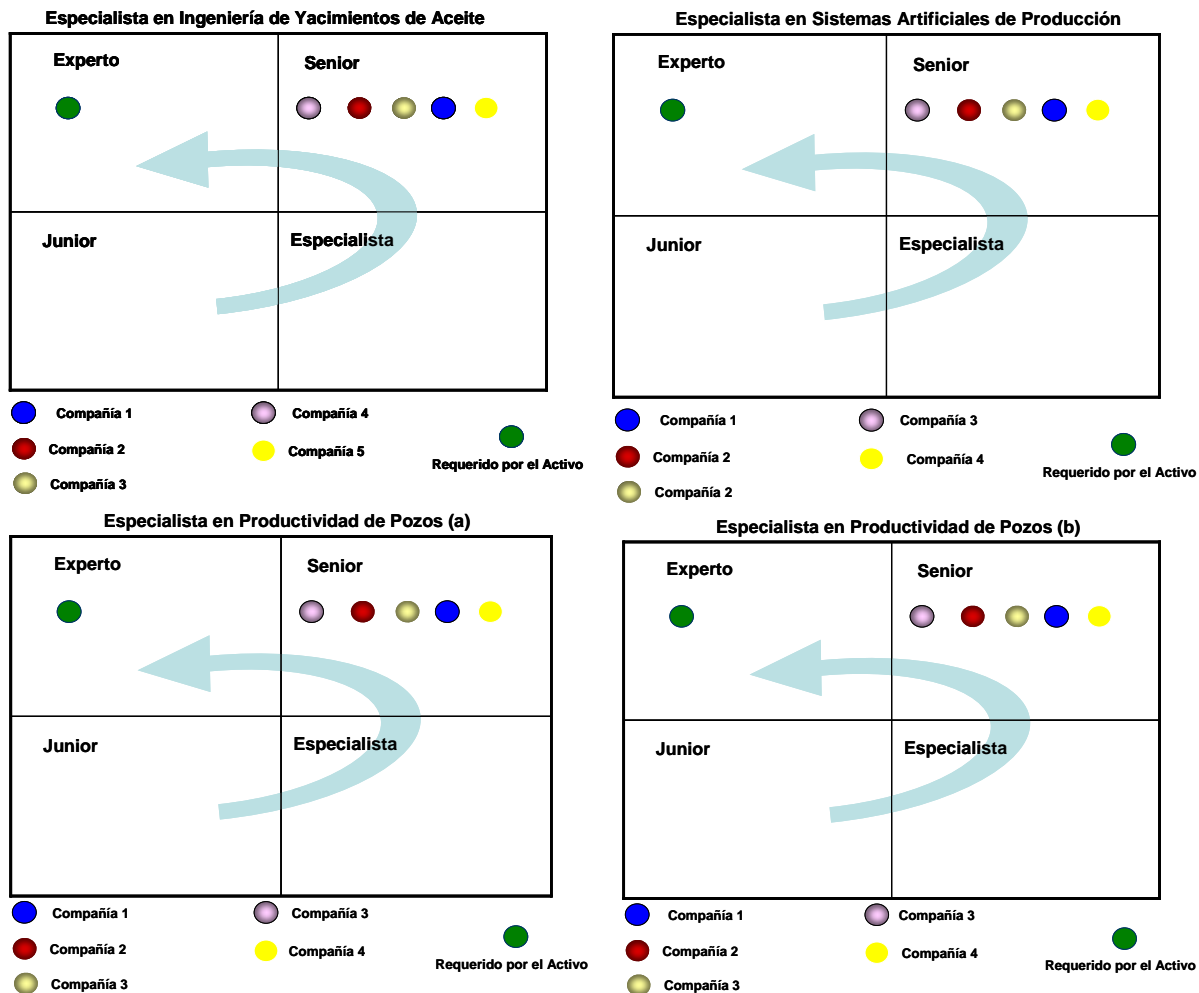 Especialista en Ingeniería de Yacimientos de Aceite
Experto
Senior
Junior
Especialista
Compañía 1
Compañía 4
Compañía 2
Compañía 5
Requerido por el Activo
Compañía 3
Especialista en Sistemas Artificiales de Producción
Experto
Senior
Junior
Especialista
Compañía 1
Compañía 3
Compañía 2
Compañía 4
Requerido por el Activo
Compañía 2
Especialista en Productividad de Pozos (a)
Experto
Senior
Junior
Especialista
Compañía 1
Compañía 3
Compañía 2
Compañía 4
Requerido por el Activo
Compañía 3
Especialista en Productividad de Pozos (b)
Experto
Senior
Junior
Especialista
Compañía 1
Compañía 3
Compañía 2
Compañía 4
Requerido por el Activo
Compañía 3